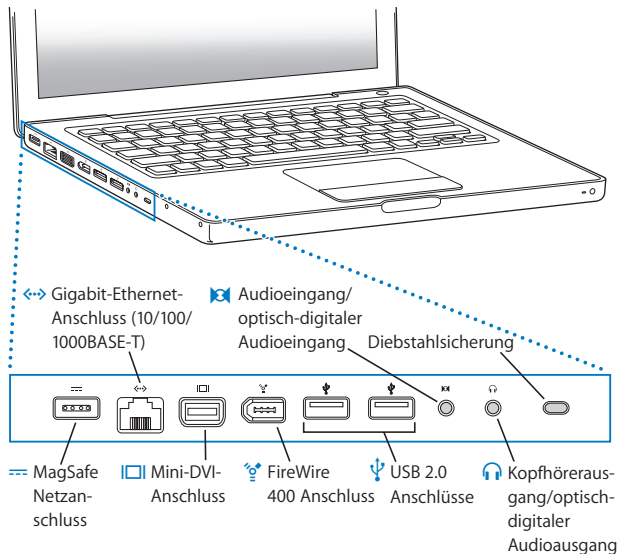 Gigabit-Ethernet-
Anschluss (10/100/
1000BASE-T)
Audioeingang/
optisch-digitaler
Audioeingang
Diebstahlsicherung
MagSafe
Netzan-
schluss
Mini-DVI-
Anschluss
FireWire
400 Anschluss
USB 2.0
Anschlüsse
Kopfhöreraus-
gang/optisch-
digitaler
Audioausgang